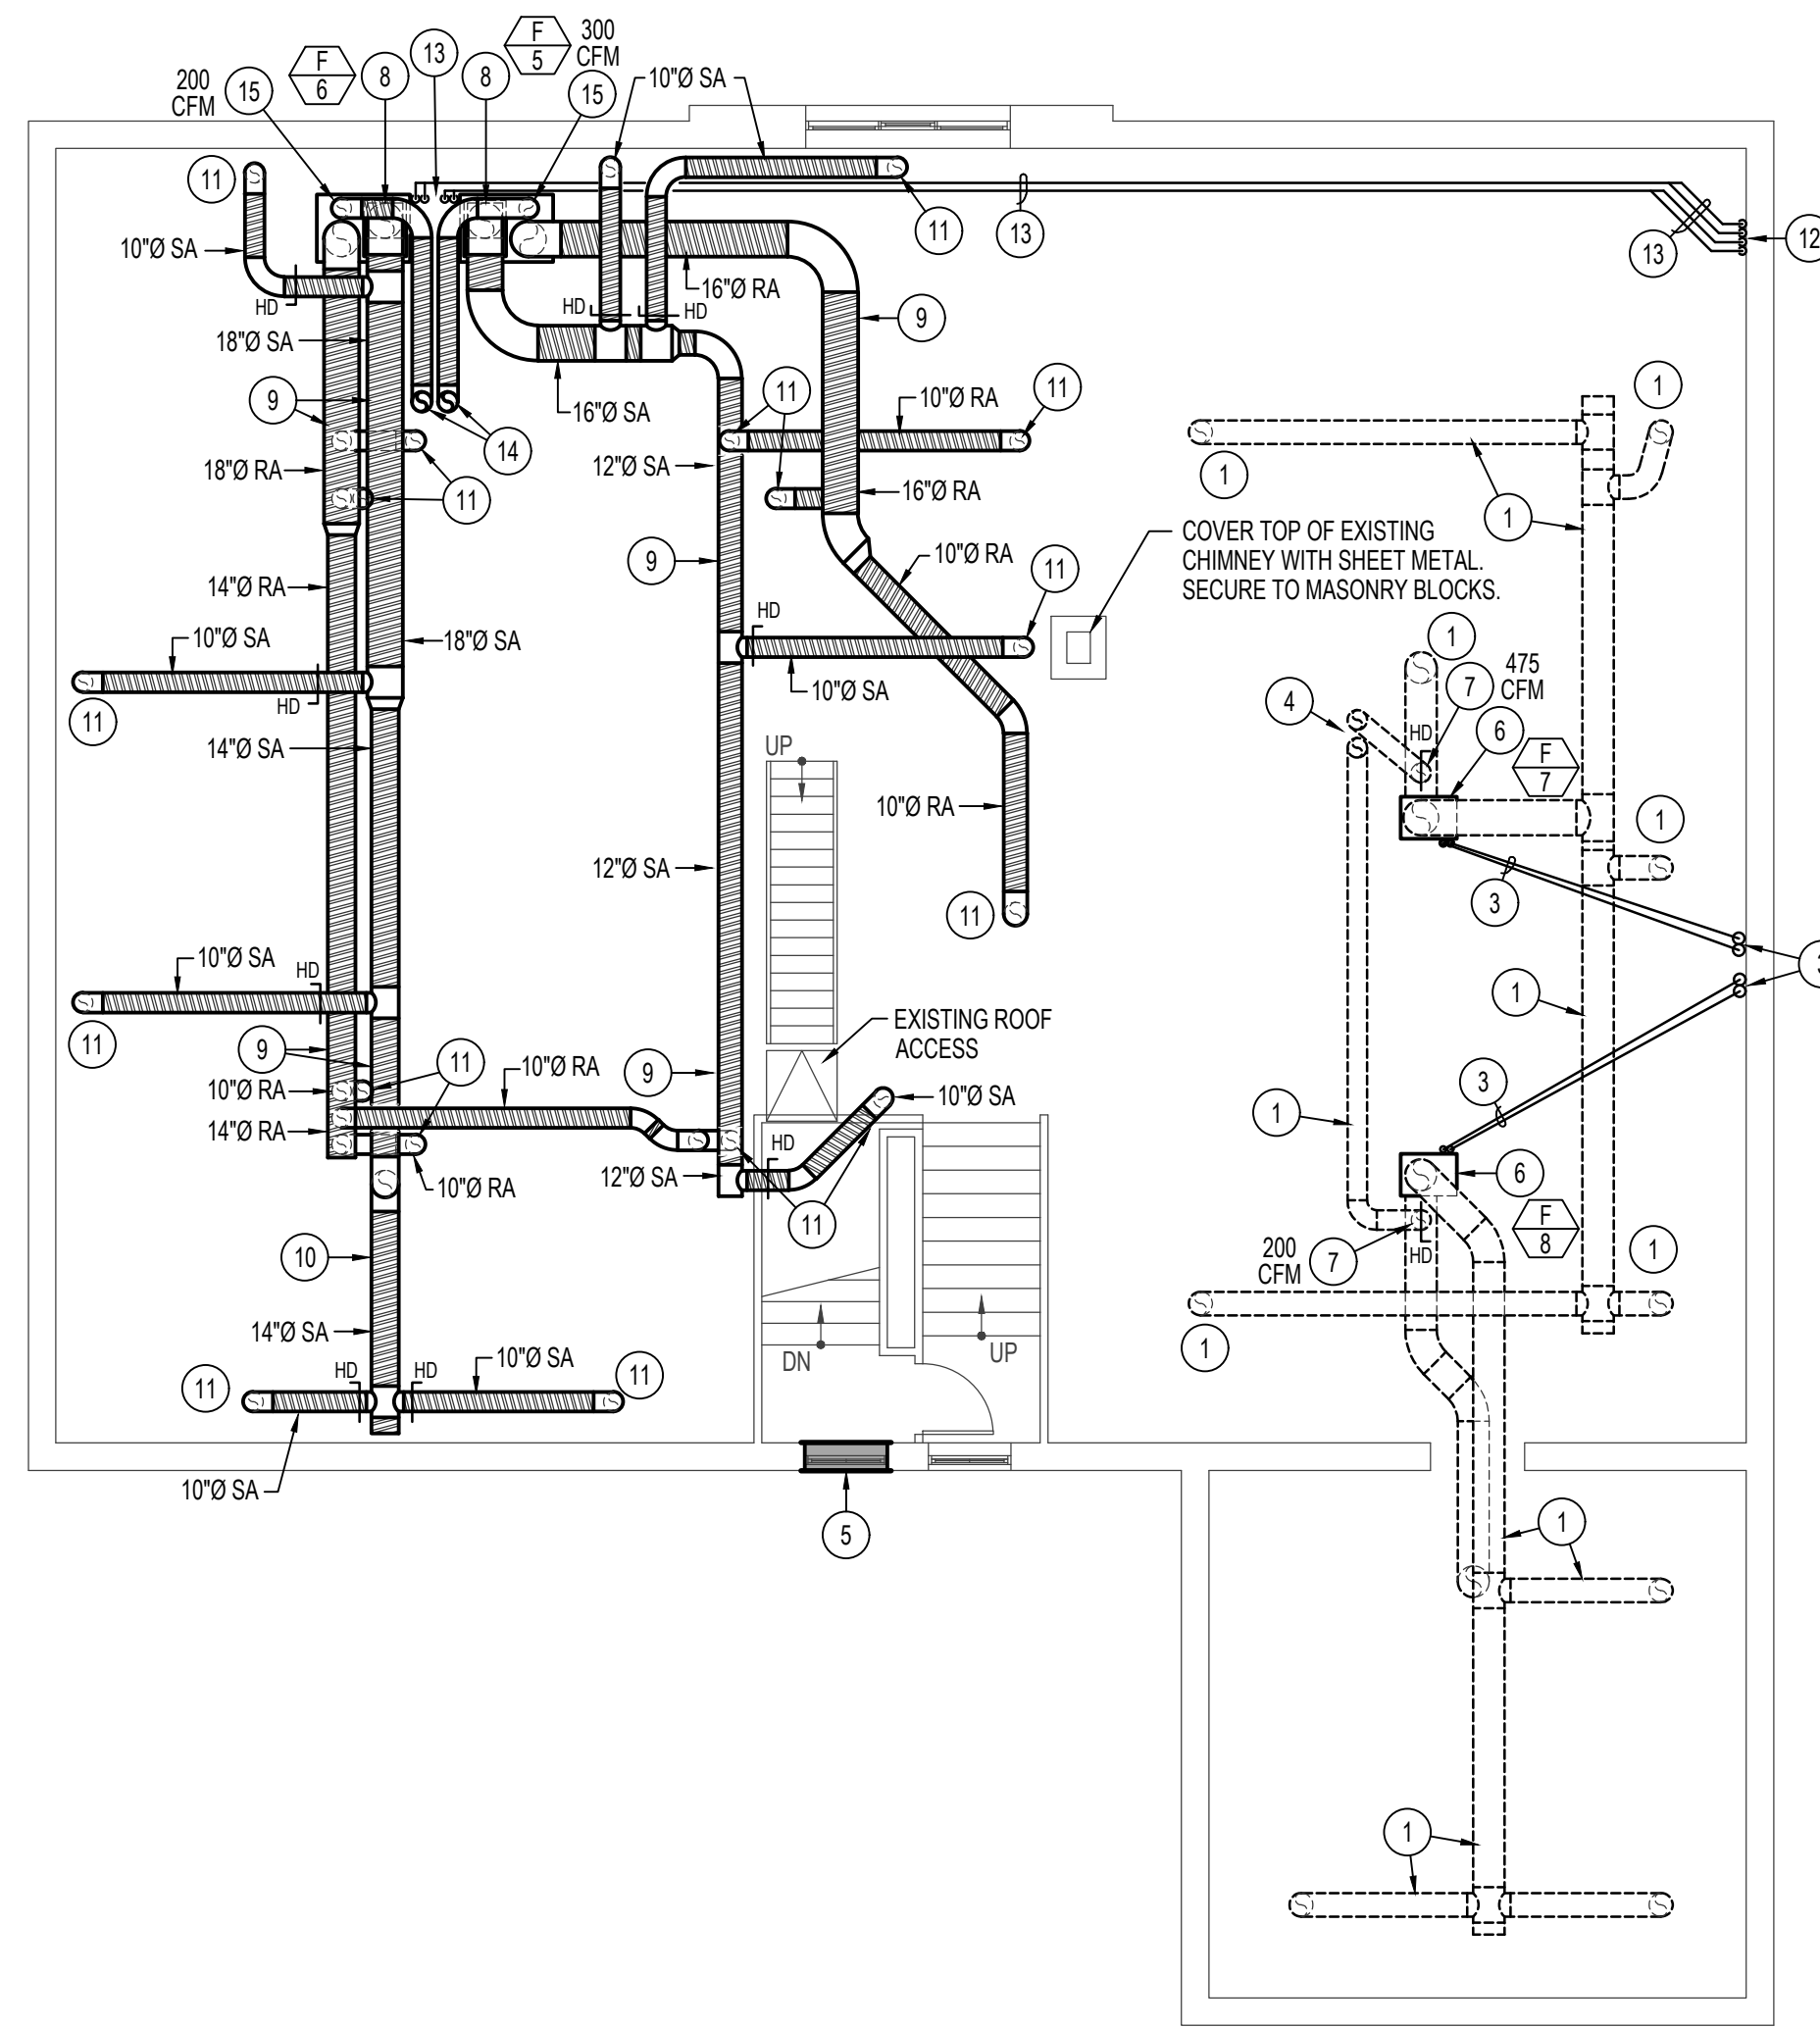 F
6
13
8
F
5
300
CFM
200
CFM
15
8
15
10"Ø SA
11
11
13
13
12
10"Ø SA
HD
HD
HD
16"Ø RA
9
18"Ø SA
9
16"Ø SA
11
10"Ø RA
11
1
14
12"Ø SA
18"Ø RA
11
16"Ø RA
1
1
COVER TOP OF EXISTING
CHIMNEY WITH SHEET METAL.
SECURE TO MASONRY BLOCKS.
9
10"Ø RA
11
14"Ø RA
HD
10"Ø SA
18"Ø SA
1
475
CFM
7
10"Ø SA
HD
11
4
6
HD
14"Ø SA
UP
F
7
10"Ø RA
1
12"Ø SA
3
11
10"Ø SA
HD
3
1
11
9
EXISTING ROOF
ACCESS
11
10"Ø RA
9
10"Ø RA
10"Ø SA
3
1
14"Ø RA
HD
12"Ø SA
10"Ø RA
6
11
F
8
10
200
CFM
7
HD
1
14"Ø SA
1
DN
UP
HD
HD
10"Ø SA
11
11
10"Ø SA
5
1
1